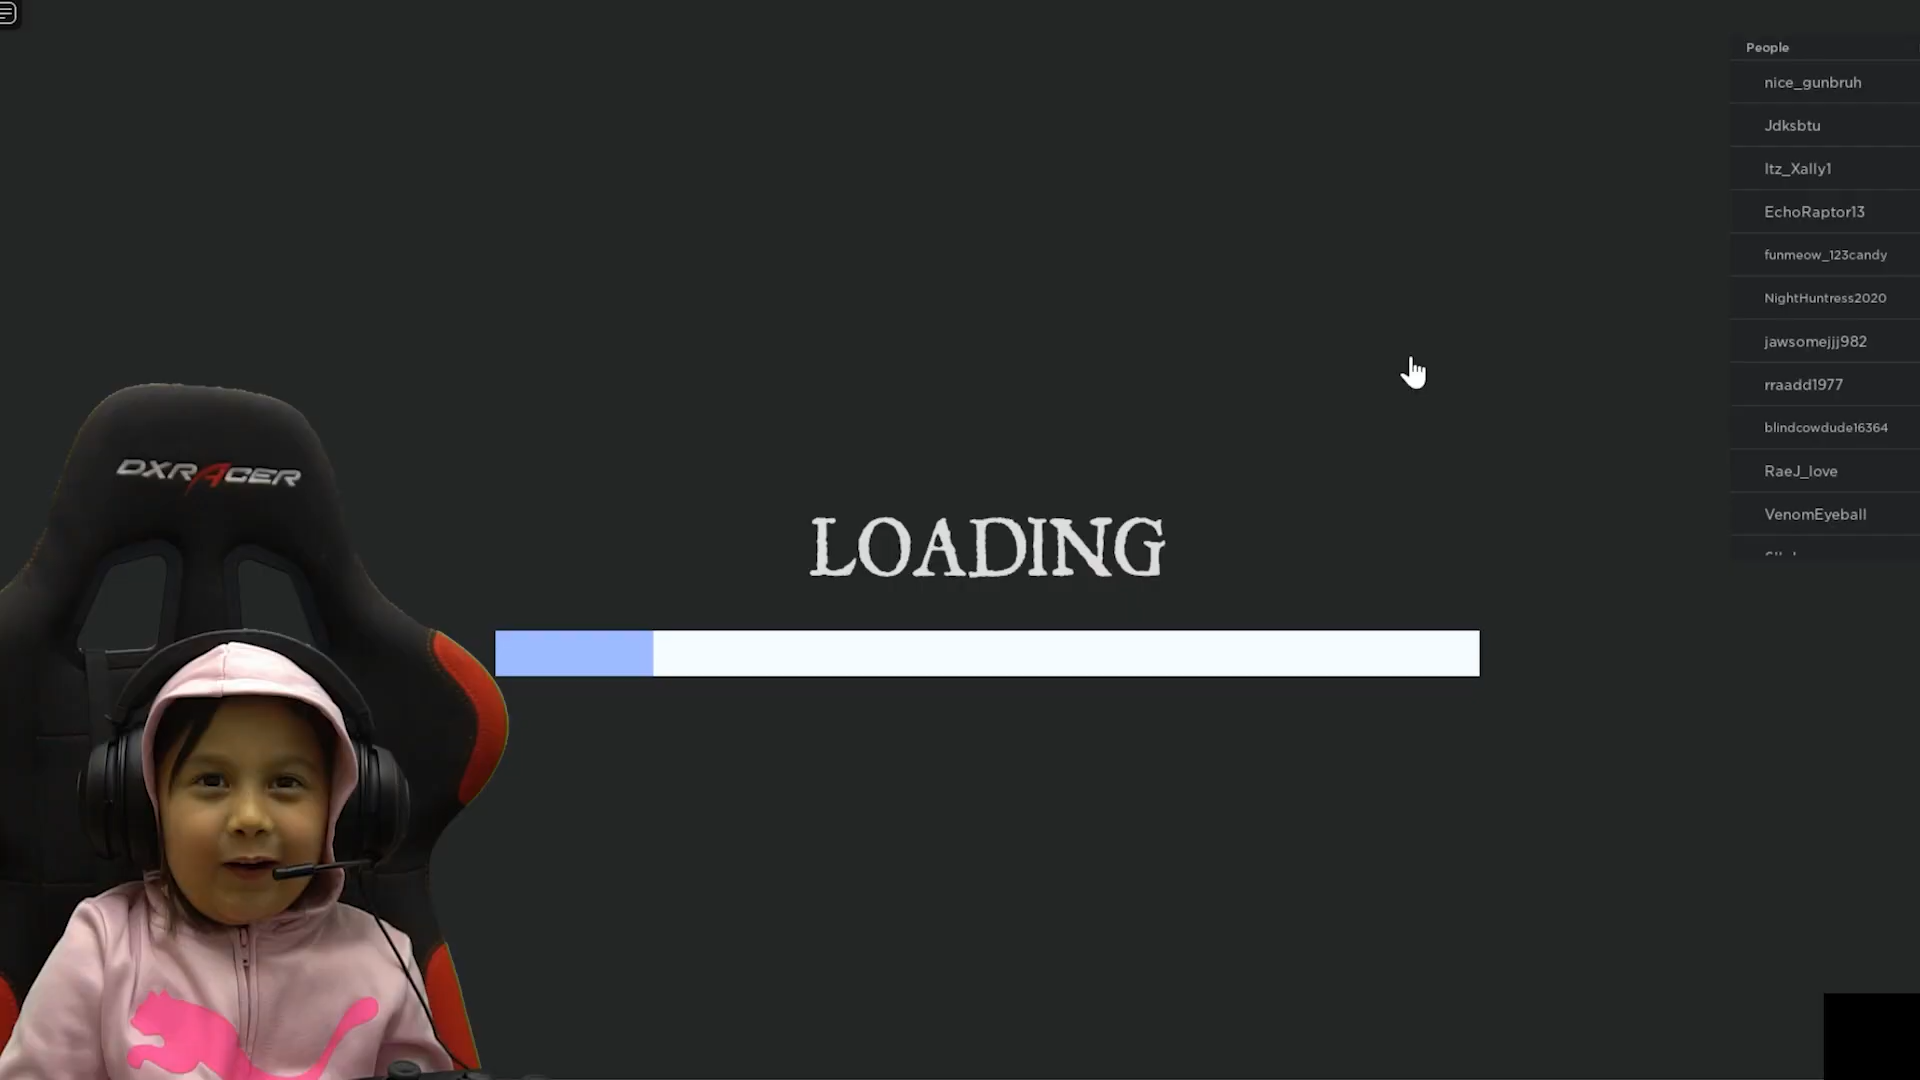 People
nice_gunbruh
Jdksbtu
Itz_Xally1
EchoRaptor13
funmeow_123candy
NightHuntress2020
jawsomejjj982
rraadd1977
blindcowdude16364
RaeJ_love
VenomEyeball
DXRACER
LOADING